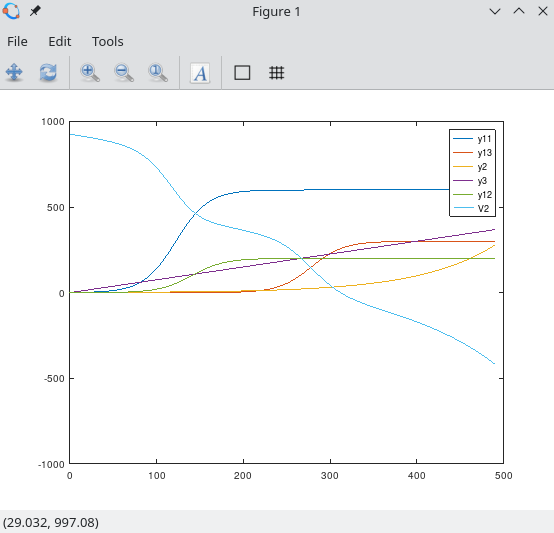 Figure 1
File Edit Tools
A
1000
500
0
-500
-1000
0 100 200 300 400 500
y11
y13
y2
y3
y12
V2
(29.032, 997.08)